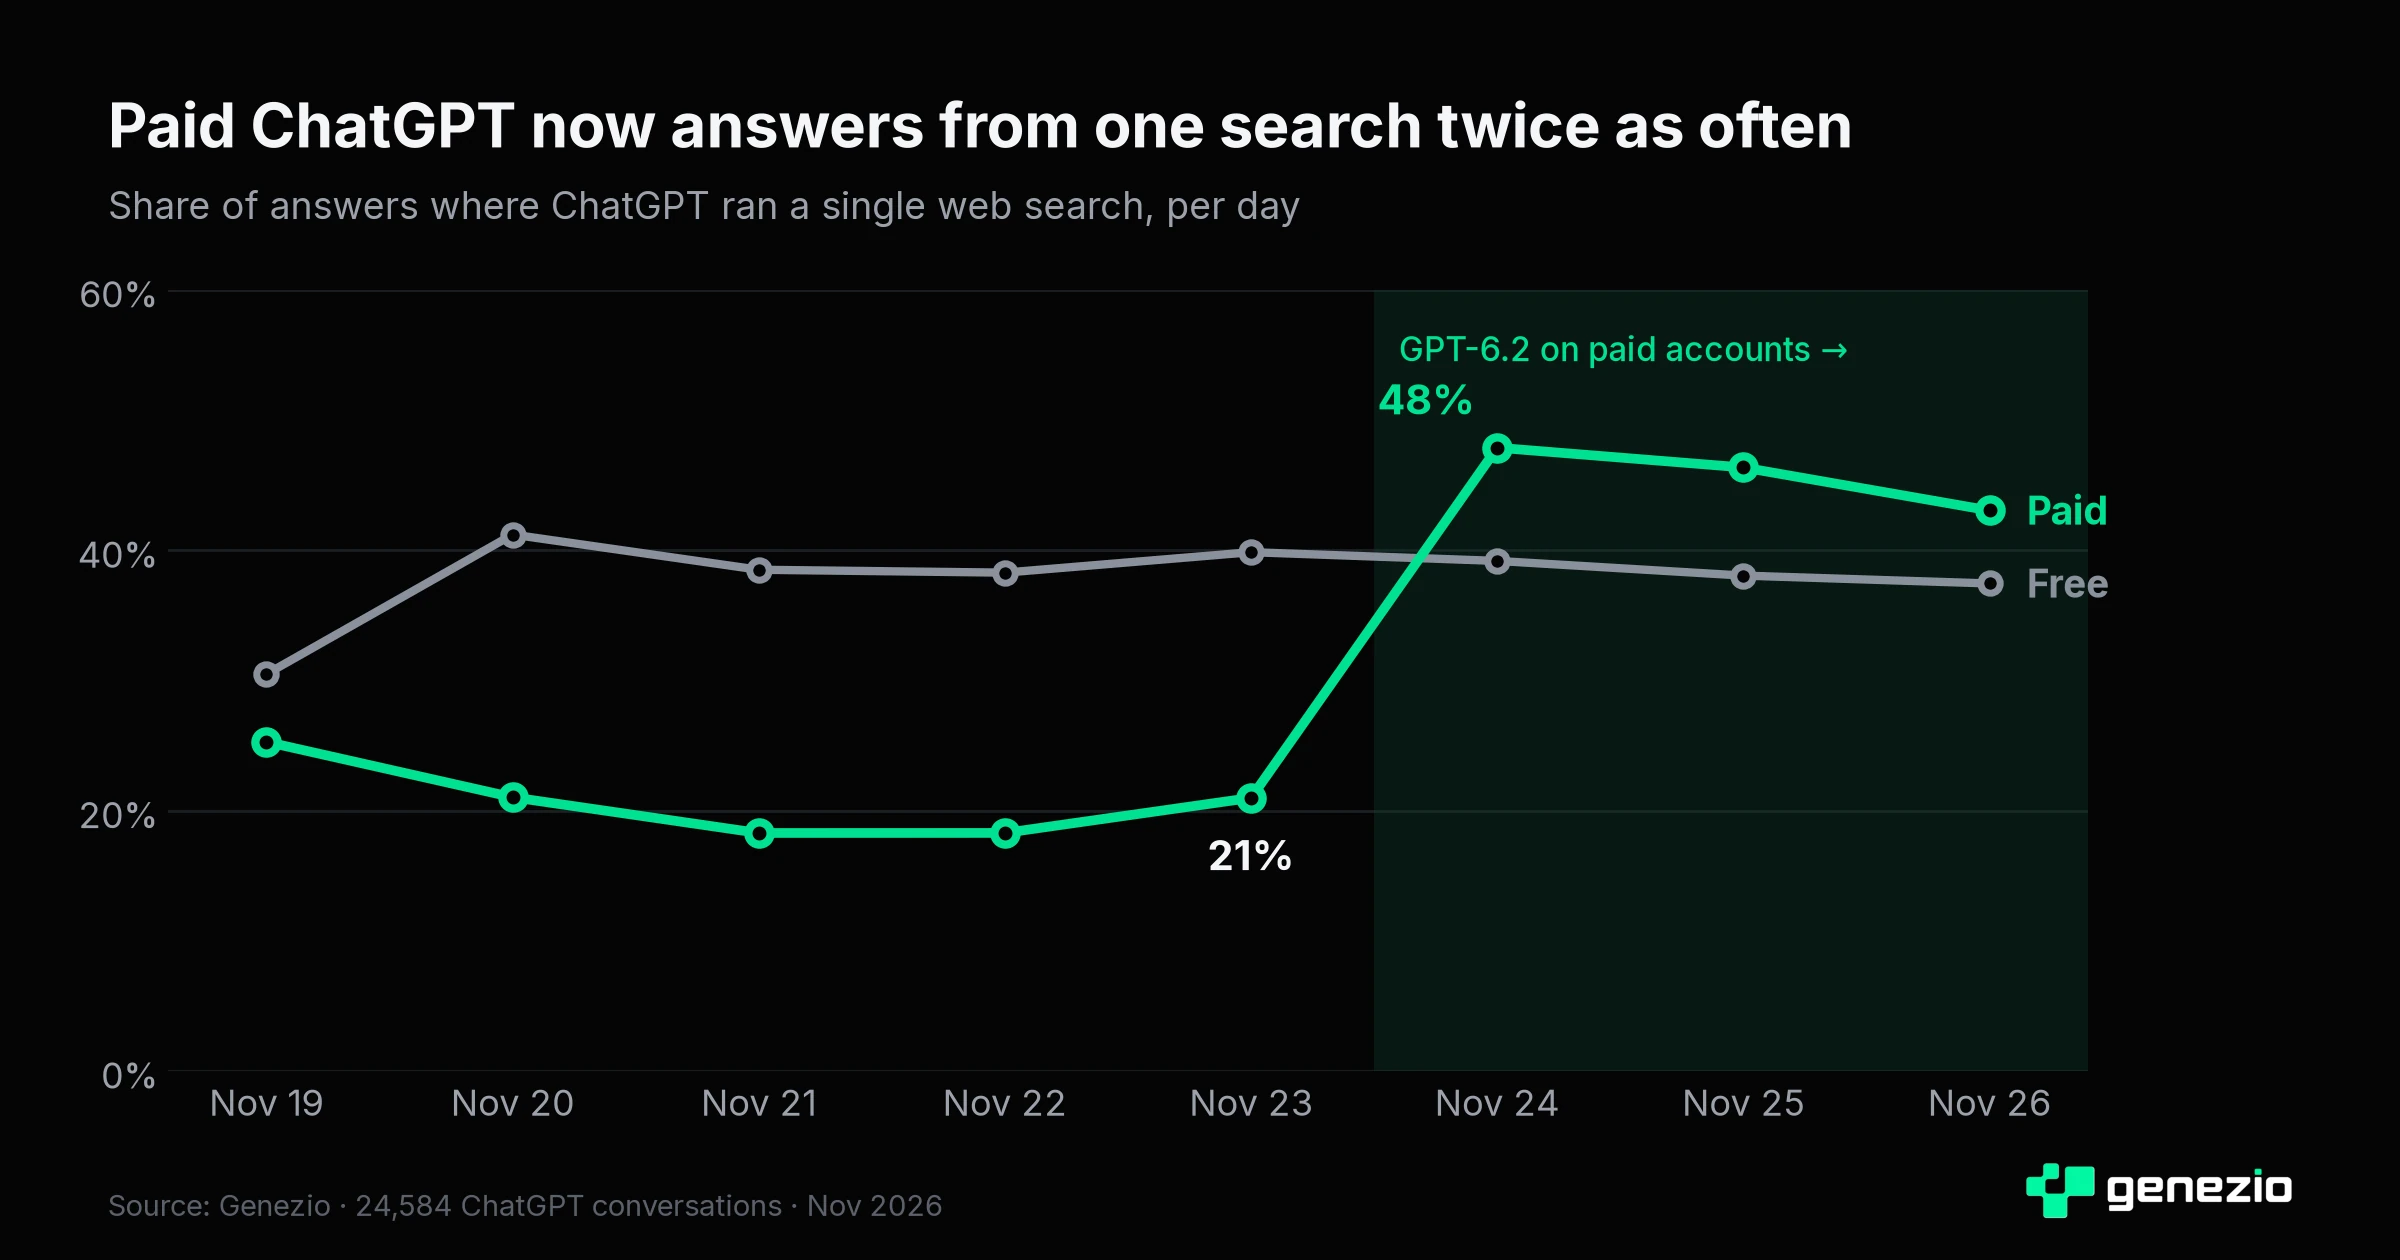 Paid ChatGPT now answers from one search twice as often
Share of answers where ChatGPT ran a single web search, per day
60%
GPT-6.2 on paid accounts →
48%
Paid
40%
Free
20%
21%
0%
Nov 19 Nov 20 Nov 21 Nov 22 Nov 23 Nov 24 Nov 25 Nov 26
Source: Genezio · 24,584 ChatGPT conversations · Nov 2026
genezio